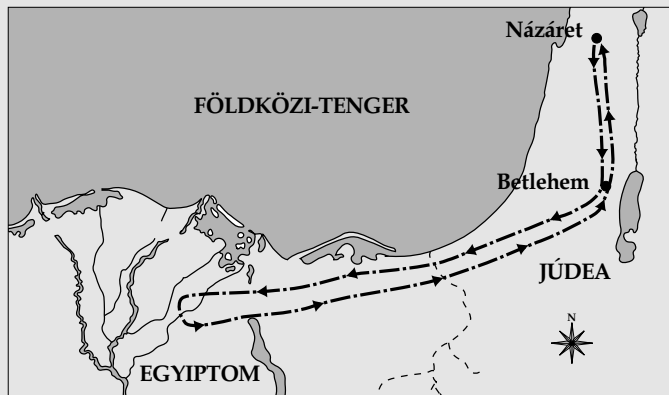 Názáret
FÖLDKÖZI-TENGER
Betlehem
JÚDEA
N
EGYIPTOM